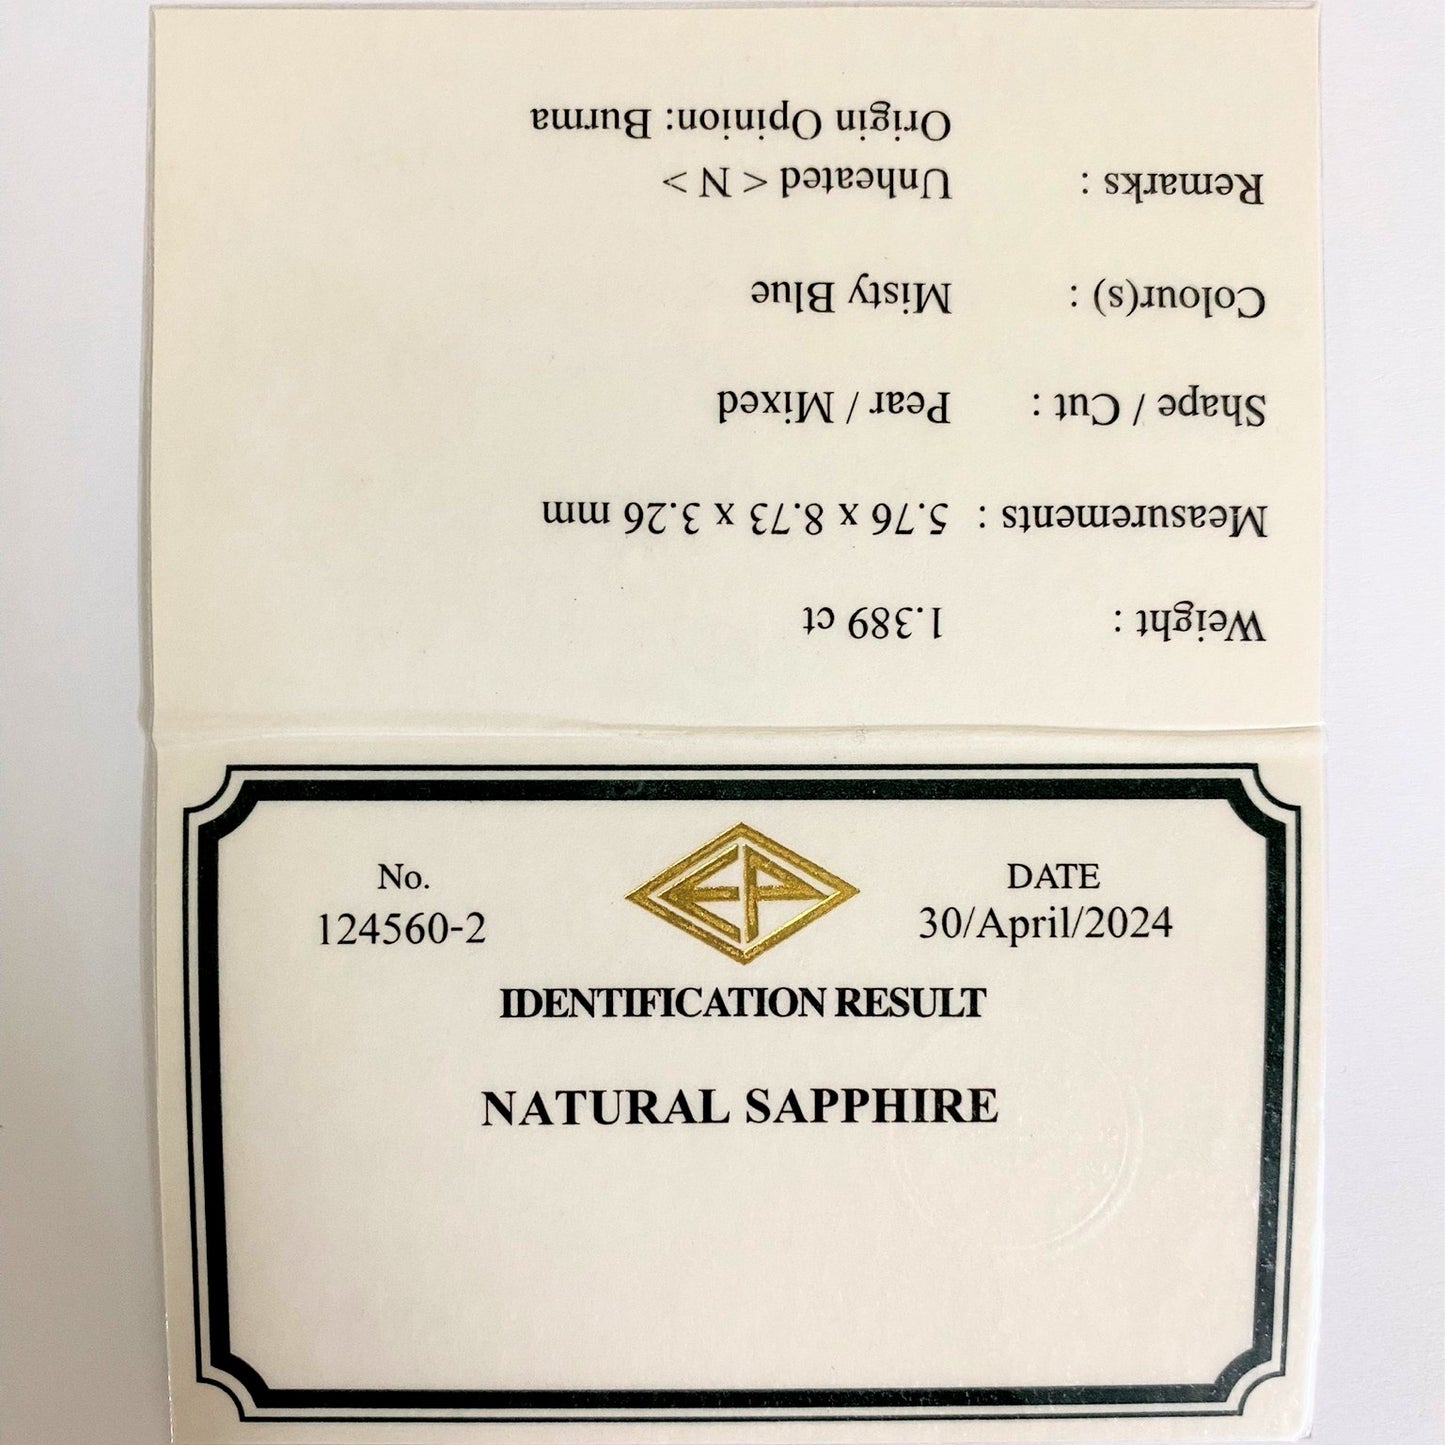 No.
124560-2
EP
DATE
30/April/2024
IDENTIFICATION RESULT
NATURAL SAPPHIRE
Weight : 1.389 ct
Measurements : 5.76 x 8.73 x 3.26 mm
Shape / Cut : Pear / Mixed
Colour(s) : Misty Blue
Remarks : Unheated < N >
Origin Opinion: Burma